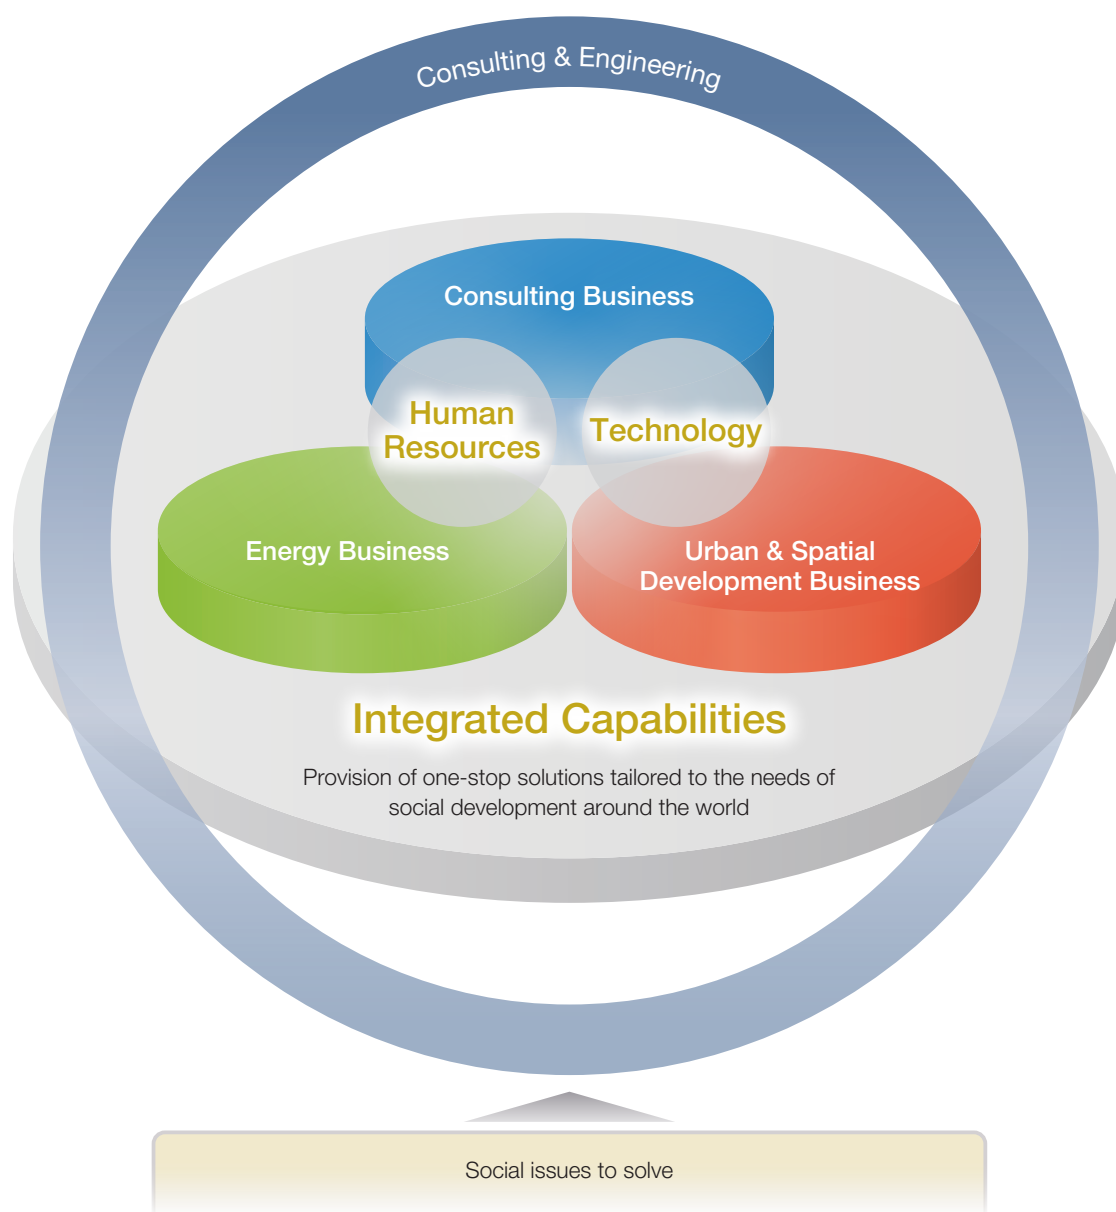 Consulting & Engineering
Consulting Business
Human
Resources
Technology
Energy Business
Urban & Spatial
Development Business
Integrated Capabilities
Provision of one-stop solutions tailored to the needs of
social development around the world
Social issues to solve